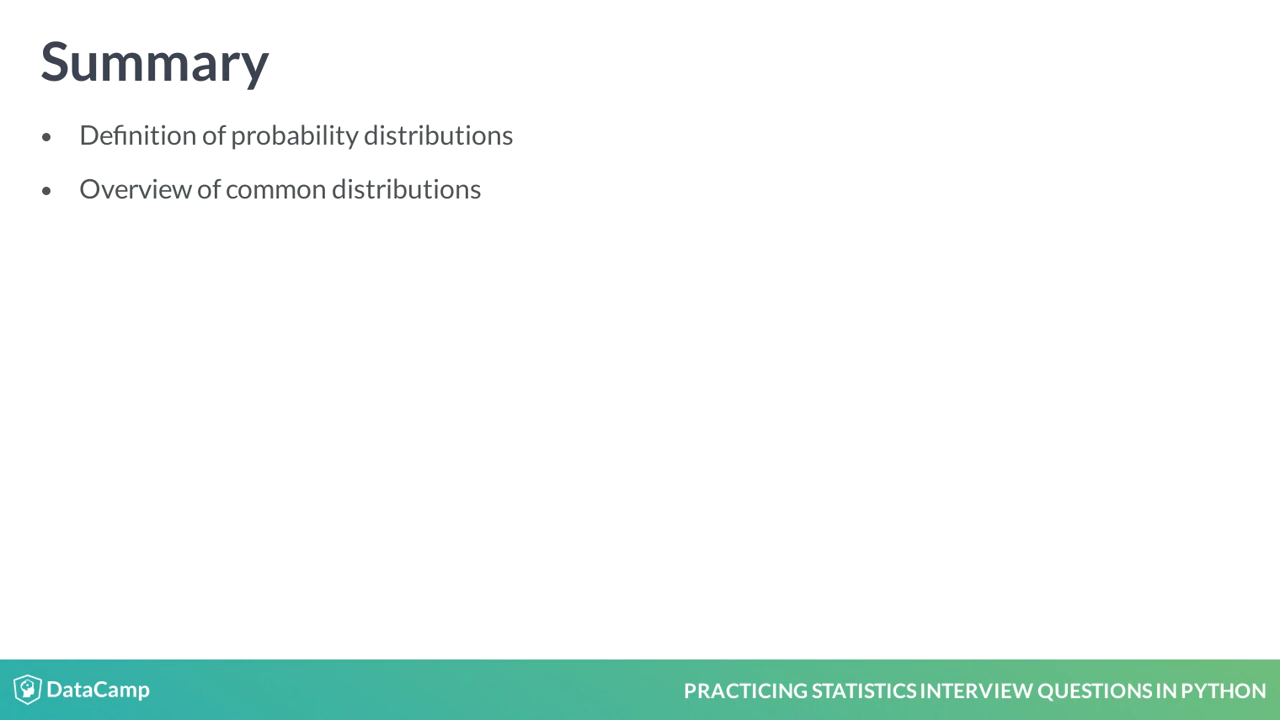 Summary
• Definition of probability distributions
• Overview of common distributions
DataCamp
PRACTICING STATISTICS INTERVIEW QUESTIONS IN PYTHON